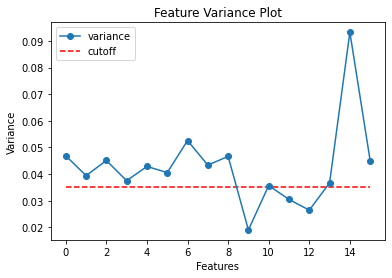 Feature Variance Plot
variance
cutoff
0.09
0.08
0.07
0.06
0.05
0.04
0.03
0.02
Variance
0 2 4 6 8 10 12 14
Features